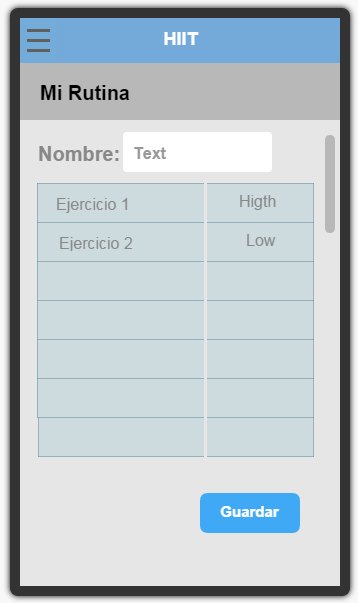 HIIT
Mi Rutina
Nombre: Text
Ejercicio 1 Higth
Ejercicio 2 Low
Guardar